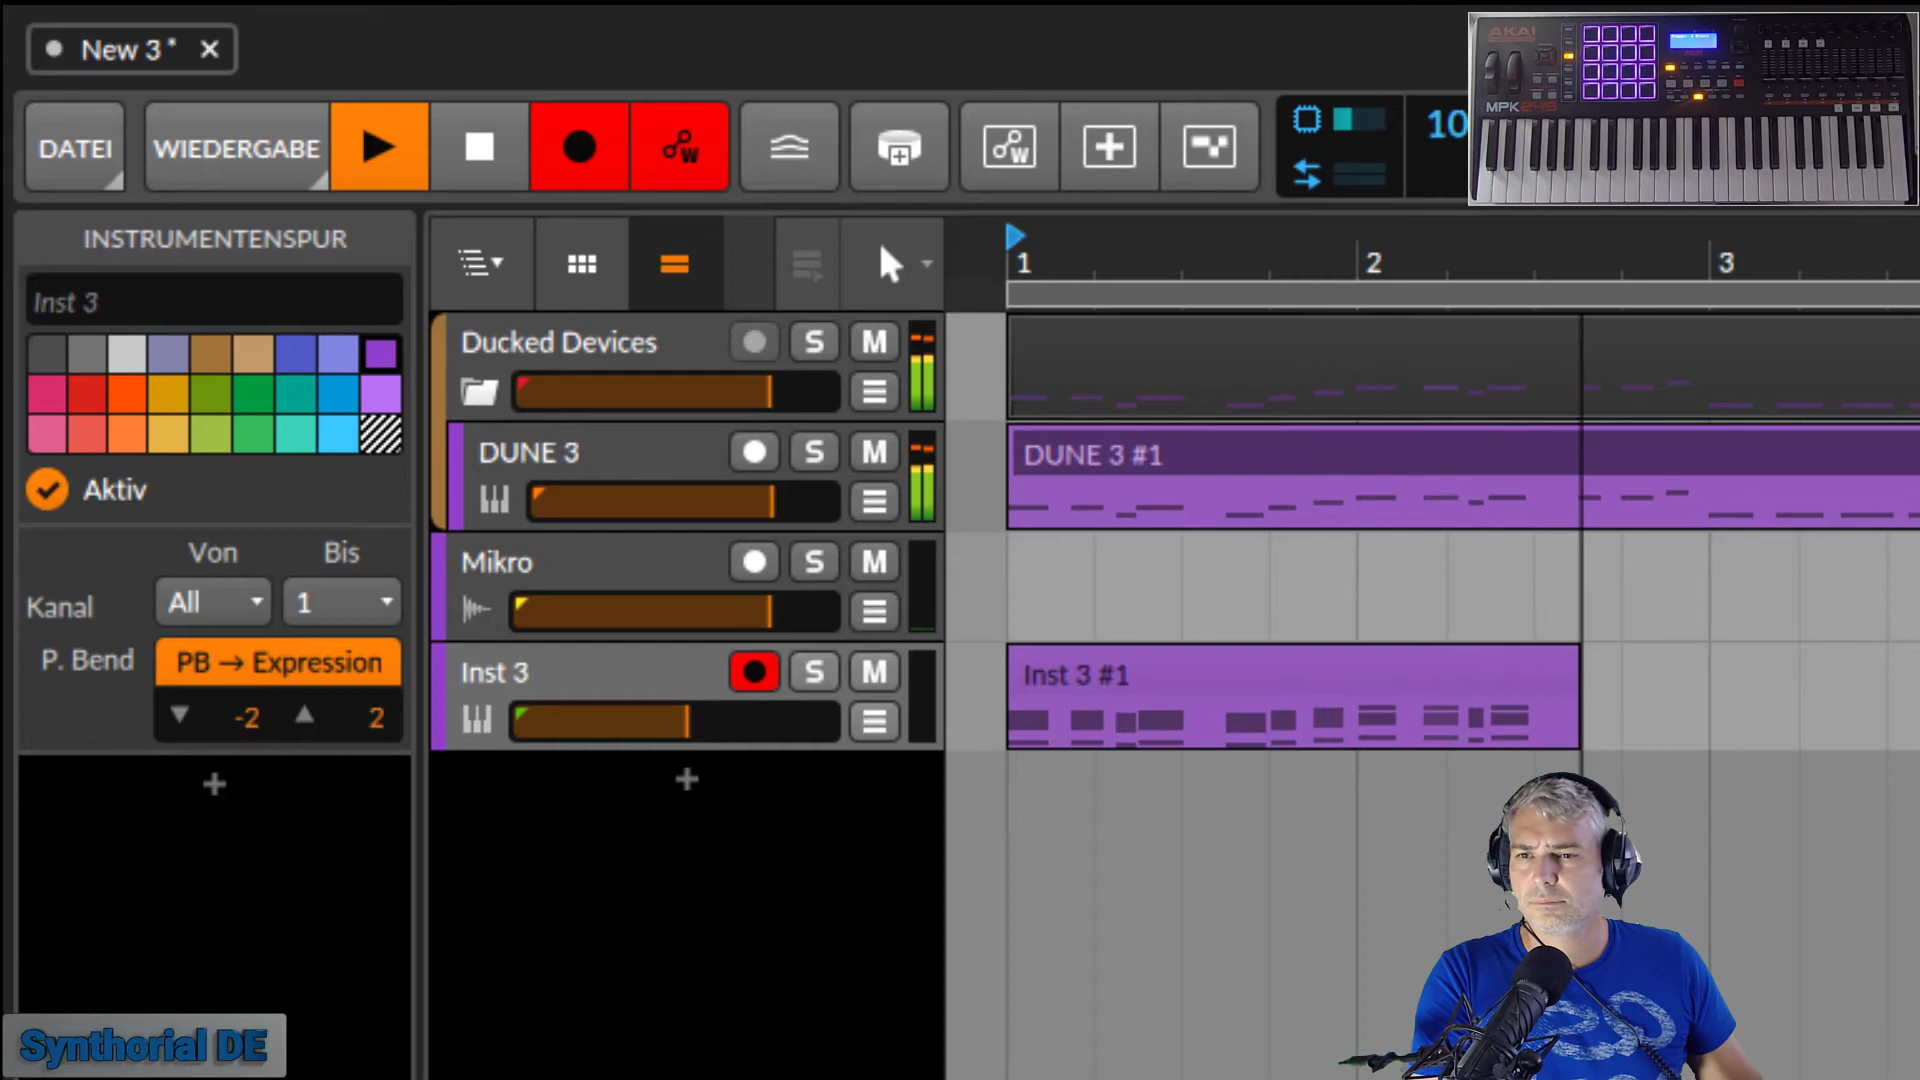 New 3*
AKAI
MPK249
DATEI
WIEDERGABE
10
INSTRUMENTENSPUR
Inst 3
Aktiv
Von
Bis
Kanal
All
1
P. Bend
PB → Expression
-2
2
1
2
3
Ducked Devices
S
M
DUNE 3
S
M
DUNE 3 #1
Mikro
S
M
Inst 3
S
M
Inst 3 #1
Synthorial DE